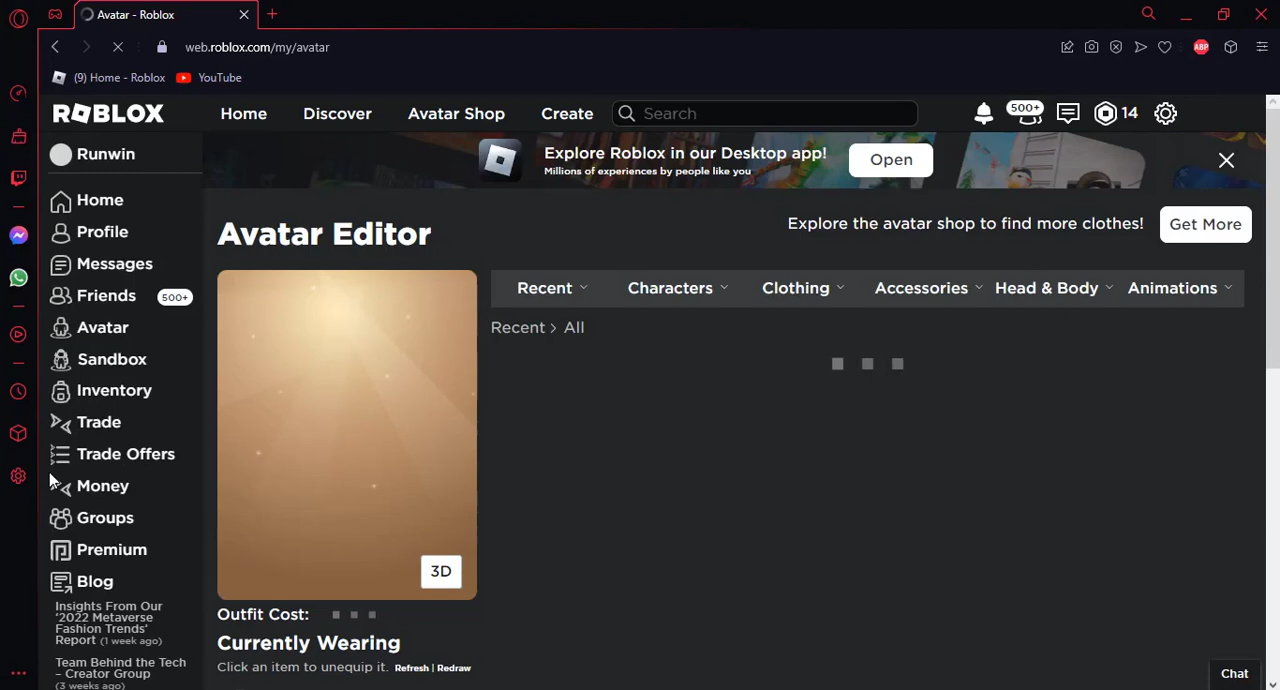 Avatar - Roblox
web.roblox.com/my/avatar
ABP
(9) Home - Roblox
YouTube
ROBLOX
Home
Discover
Avatar Shop
Create
Search
500+
14
Runwin
Explore Roblox in our Desktop app!
Millions of experiences by people like you
Open
Home
Profile
Messages
Friends
500+
Avatar
Sandbox
Inventory
Trade
Trade Offers
Money
Groups
Premium
Blog
Insights From Our
'2022 Metaverse
Fashion Trends'
Report (1 week ago)
Team Behind the Tech
– Creator Group
(3 weeks ago)
Avatar Editor
Explore the avatar shop to find more clothes!
Get More
Recent
Characters
Clothing
Accessories
Head & Body
Animations
Recent > All
3D
Outfit Cost:
Currently Wearing
Click an item to unequip it. Refresh | Redraw
Chat